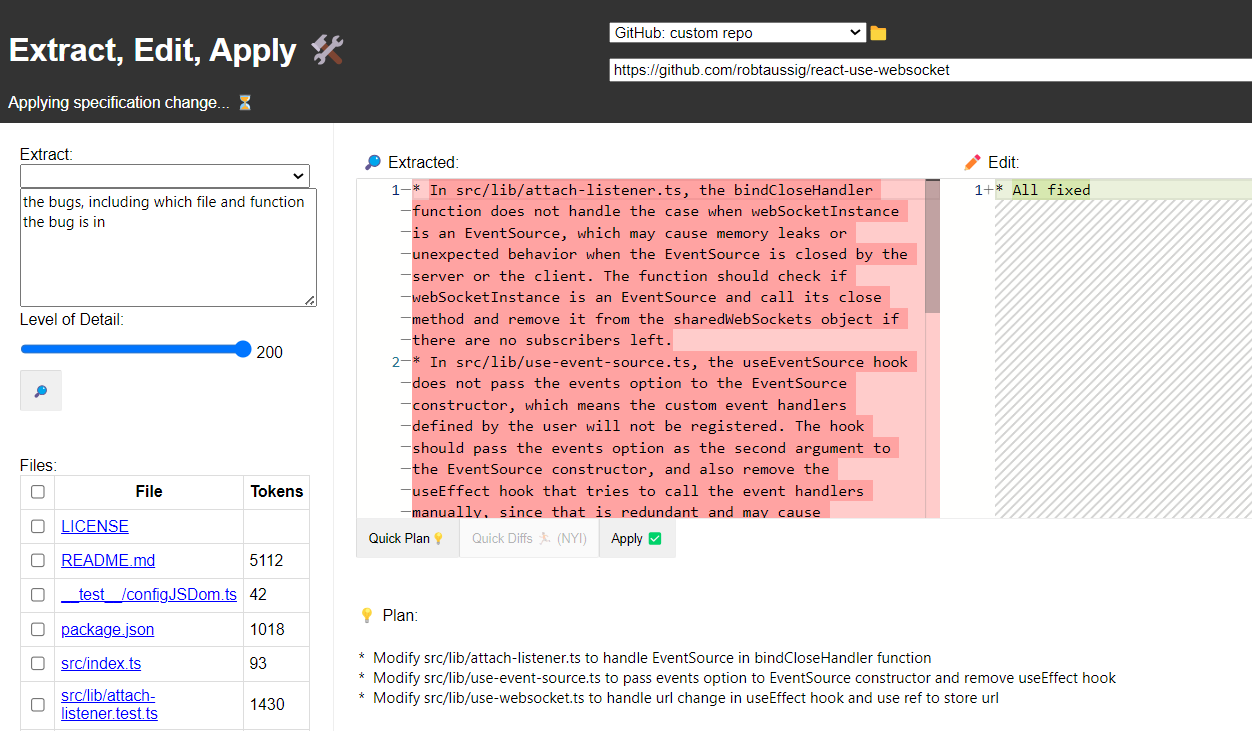 Extract, Edit, Apply
GitHub: custom repo
https://github.com/robtaussig/react-use-websocket
Applying specification change...
Extract:
the bugs, including which file and function
the bug is in
Level of Detail:
200
Files:
File Tokens
LICENSE
README.md 5112
__test__/configJSDom.ts 42
package.json 1018
src/index.ts 93
src/lib/attach-
listener.test.ts 1430
Extracted:
1 * In src/lib/attach-listener.ts, the bindCloseHandler
function does not handle the case when webSocketInstance
is an EventSource, which may cause memory leaks or
unexpected behavior when the EventSource is closed by the
server or the client. The function should check if
webSocketInstance is an EventSource and call its close
method and remove it from the sharedWebSockets object if
there are no subscribers left.
2 * In src/lib/use-event-source.ts, the useEventSource hook
does not pass the events option to the EventSource
constructor, which means the custom event handlers
defined by the user will not be registered. The hook
should pass the events option as the second argument to
the EventSource constructor, and also remove the
useEffect hook that tries to call the event handlers
manually, since that is redundant and may cause
Edit:
1+ * All fixed
Quick Plan
Quick Diffs (NYI)
Apply
Plan:
* Modify src/lib/attach-listener.ts to handle EventSource in bindCloseHandler function
* Modify src/lib/use-event-source.ts to pass events option to EventSource constructor and remove useEffect hook
* Modify src/lib/use-websocket.ts to handle url change in useEffect hook and use ref to store url